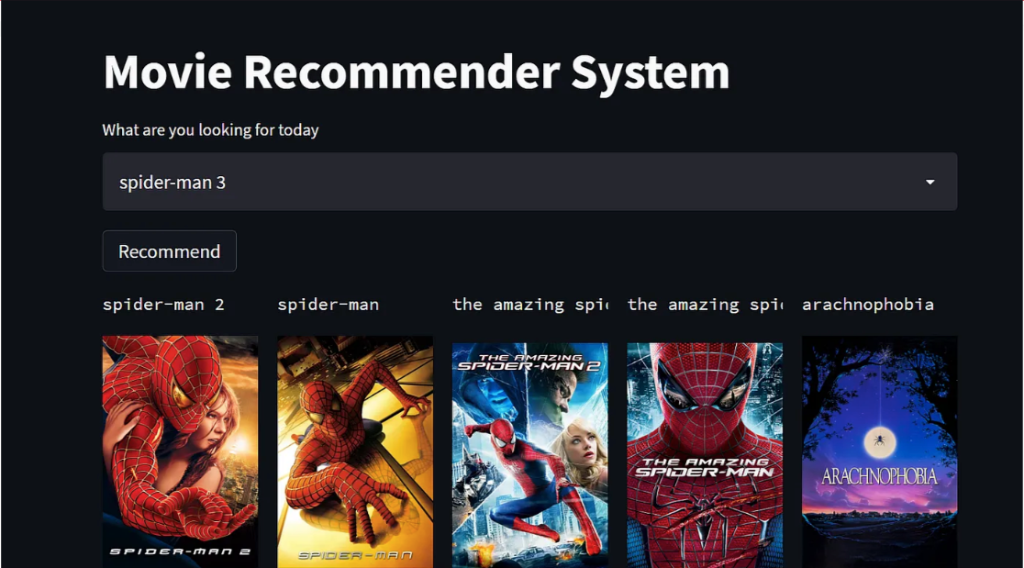 Movie Recommender System
What are you looking for today
spider-man 3
Recommend
spider-man 2
spider-man
the amazing spi
the amazing spi
arachnophobia
SPIDER-MAN 2
SPIDER-MAN
THE AMAZING
SPIDER-MAN 2
THE AMAZING
SPIDER-MAN
ARACHNOPHOBIA